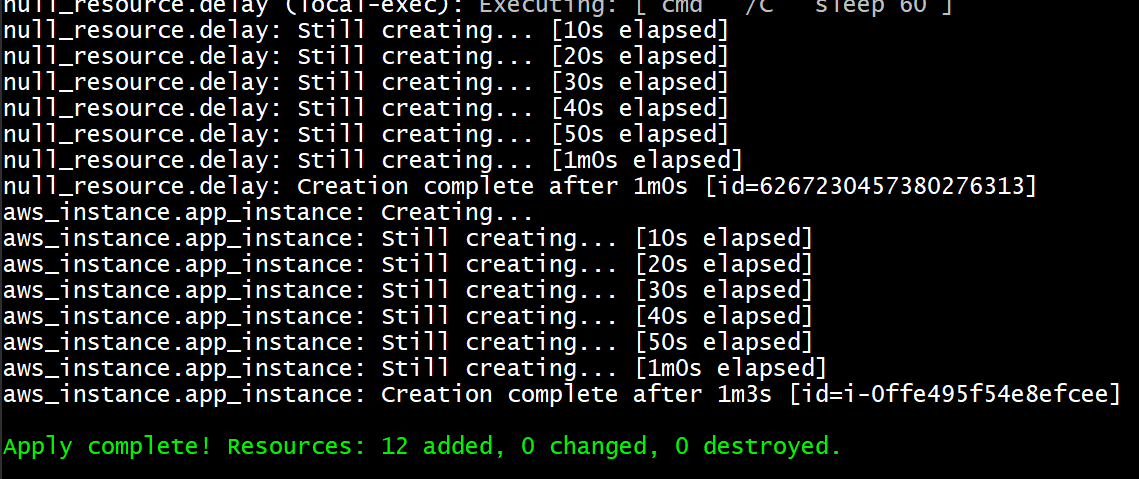 null_resource.delay (local-exec): Executing: ["cmd" "/C" "sleep 60"]
null_resource.delay: Still creating... [10s elapsed]
null_resource.delay: Still creating... [20s elapsed]
null_resource.delay: Still creating... [30s elapsed]
null_resource.delay: Still creating... [40s elapsed]
null_resource.delay: Still creating... [50s elapsed]
null_resource.delay: Still creating... [1m0s elapsed]
null_resource.delay: Creation complete after 1m0s [id=6267230457380276313]
aws_instance.app_instance: Creating...
aws_instance.app_instance: Still creating... [10s elapsed]
aws_instance.app_instance: Still creating... [20s elapsed]
aws_instance.app_instance: Still creating... [30s elapsed]
aws_instance.app_instance: Still creating... [40s elapsed]
aws_instance.app_instance: Still creating... [50s elapsed]
aws_instance.app_instance: Still creating... [1m0s elapsed]
aws_instance.app_instance: Creation complete after 1m3s [id=i-0ffe495f54e8efcee]
Apply complete! Resources: 12 added, 0 changed, 0 destroyed.